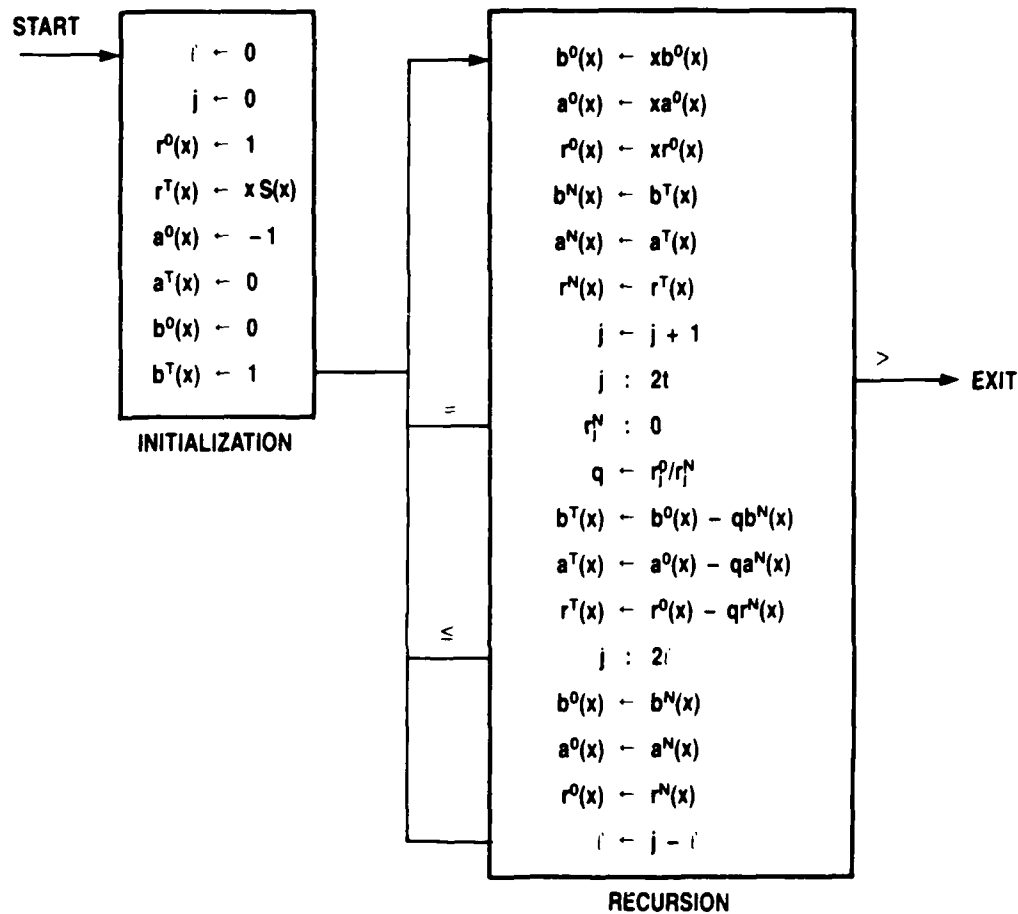 START
i ← 0
j ← 0
r⁰(x) ← 1
rᵀ(x) ← x S(x)
a⁰(x) ← -1
aᵀ(x) ← 0
b⁰(x) ← 0
bᵀ(x) ← 1
INITIALIZATION
=
≤
b⁰(x) ← xb⁰(x)
a⁰(x) ← xa⁰(x)
r⁰(x) ← xr⁰(x)
bᴺ(x) ← bᵀ(x)
aᴺ(x) ← aᵀ(x)
rᴺ(x) ← rᵀ(x)
j ← j + 1
j : 2t
rⱼᴺ : 0
q ← rⱼ⁰/rⱼᴺ
bᵀ(x) ← b⁰(x) - qbᴺ(x)
aᵀ(x) ← a⁰(x) - qaᴺ(x)
rᵀ(x) ← r⁰(x) - qrᴺ(x)
j : 2i
b⁰(x) ← bᴺ(x)
a⁰(x) ← aᴺ(x)
r⁰(x) ← rᴺ(x)
i ← j - i
RECURSION
>
EXIT